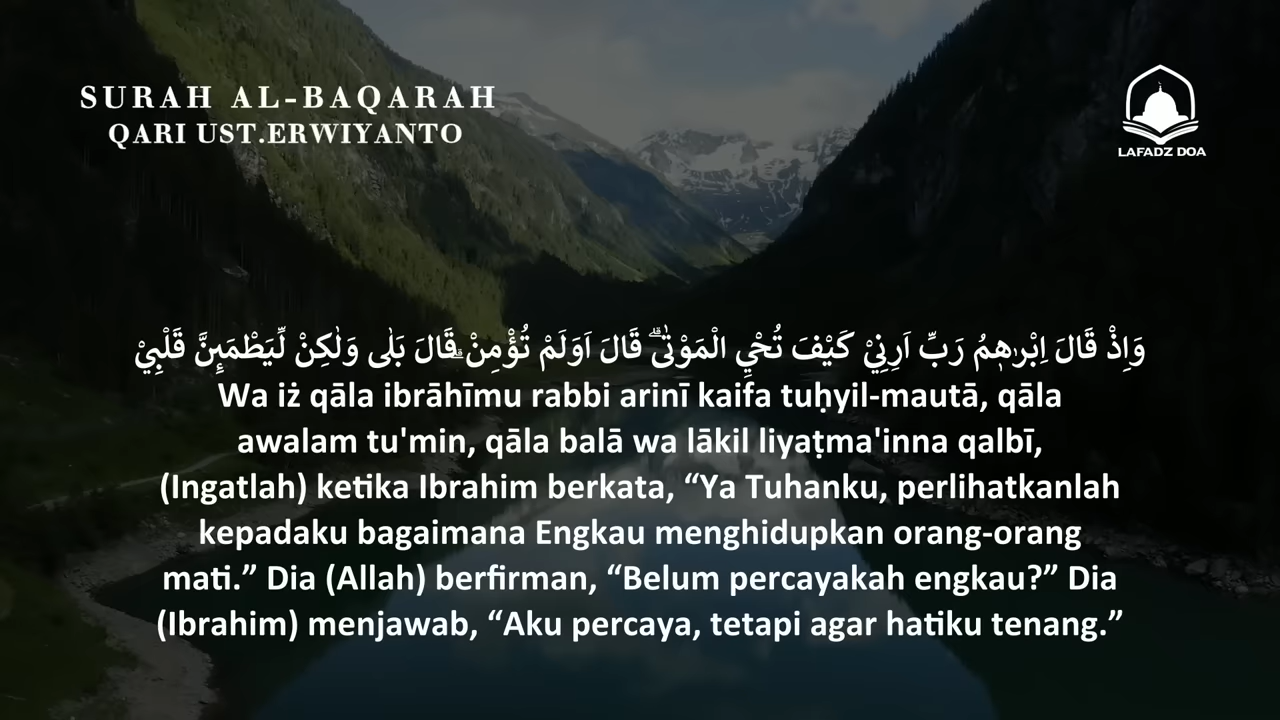 SURAH AL-BAQARAH
QARI UST.ERWIYANTO
LAFADZ DOA
وَاِذْ قَالَ اِبْرٰهٖمُ رَبِّ اَرِنِيْ كَيْفَ تُحْيِ الْمَوْتٰىۗ قَالَ اَوَلَمْ تُؤْمِنْ ۗقَالَ بَلٰى وَلٰكِنْ لِّيَطْمَىِٕنَّ قَلْبِيْ
Wa iż qāla ibrāhīmu rabbi arinī kaifa tuḥyil-mautā, qāla
awalam tu'min, qāla balā wa lākil liyaṭma'inna qalbī,
(Ingatlah) ketika Ibrahim berkata, “Ya Tuhanku, perlihatkanlah
kepadaku bagaimana Engkau menghidupkan orang-orang
mati.” Dia (Allah) berfirman, “Belum percayakah engkau?” Dia
(Ibrahim) menjawab, “Aku percaya, tetapi agar hatiku tenang.”